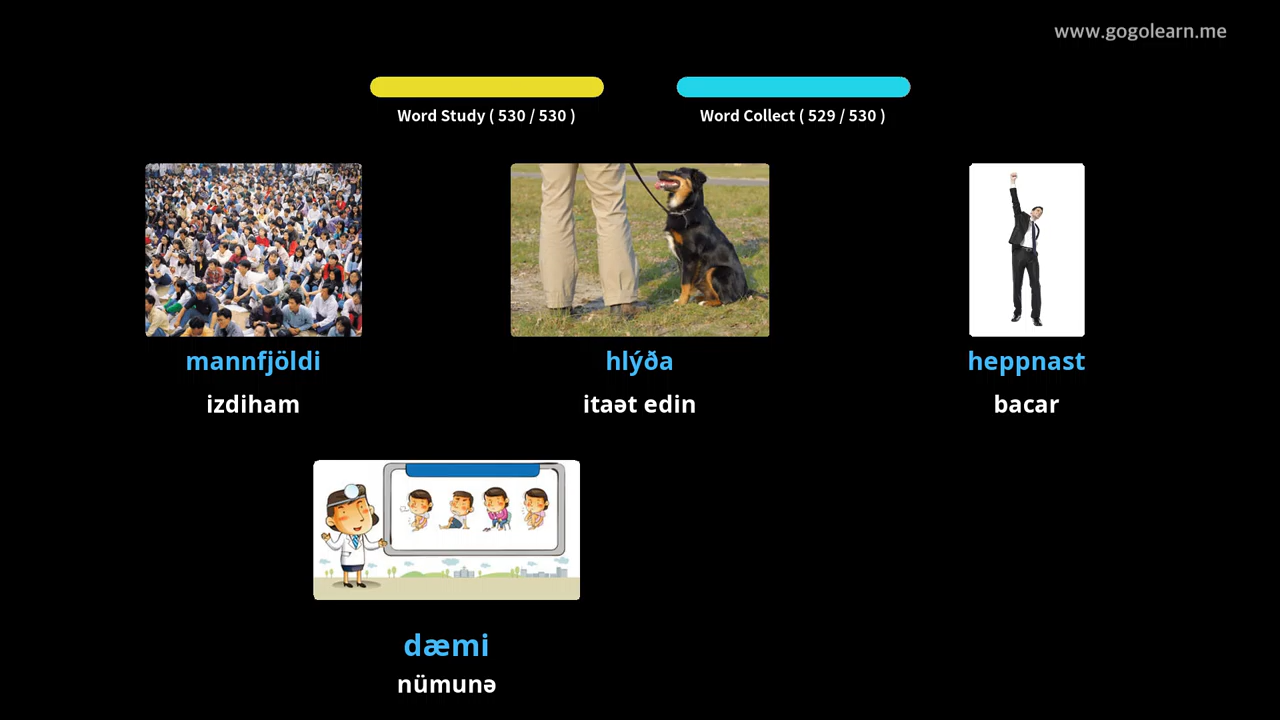 www.gogolearn.me
Word Study ( 530 / 530 )
Word Collect ( 529 / 530 )
mannfjöldi
hlýða
heppnast
izdiham
itaət edin
bacar
dæmi
nümunə